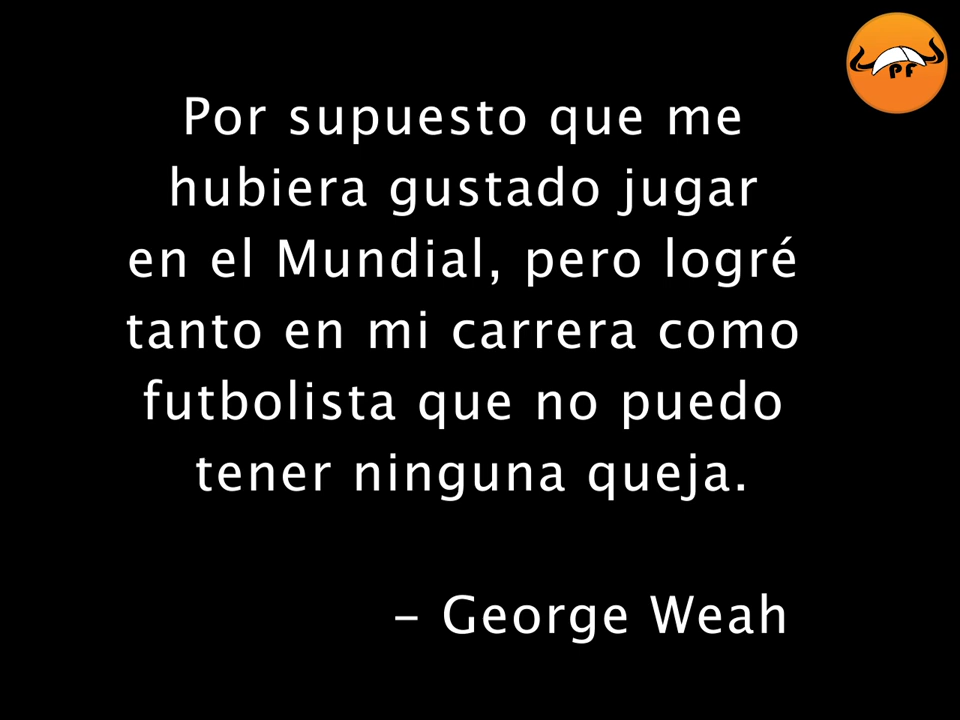 PF
Por supuesto que me
hubiera gustado jugar
en el Mundial, pero logré
tanto en mi carrera como
futbolista que no puedo
tener ninguna queja.
- George Weah